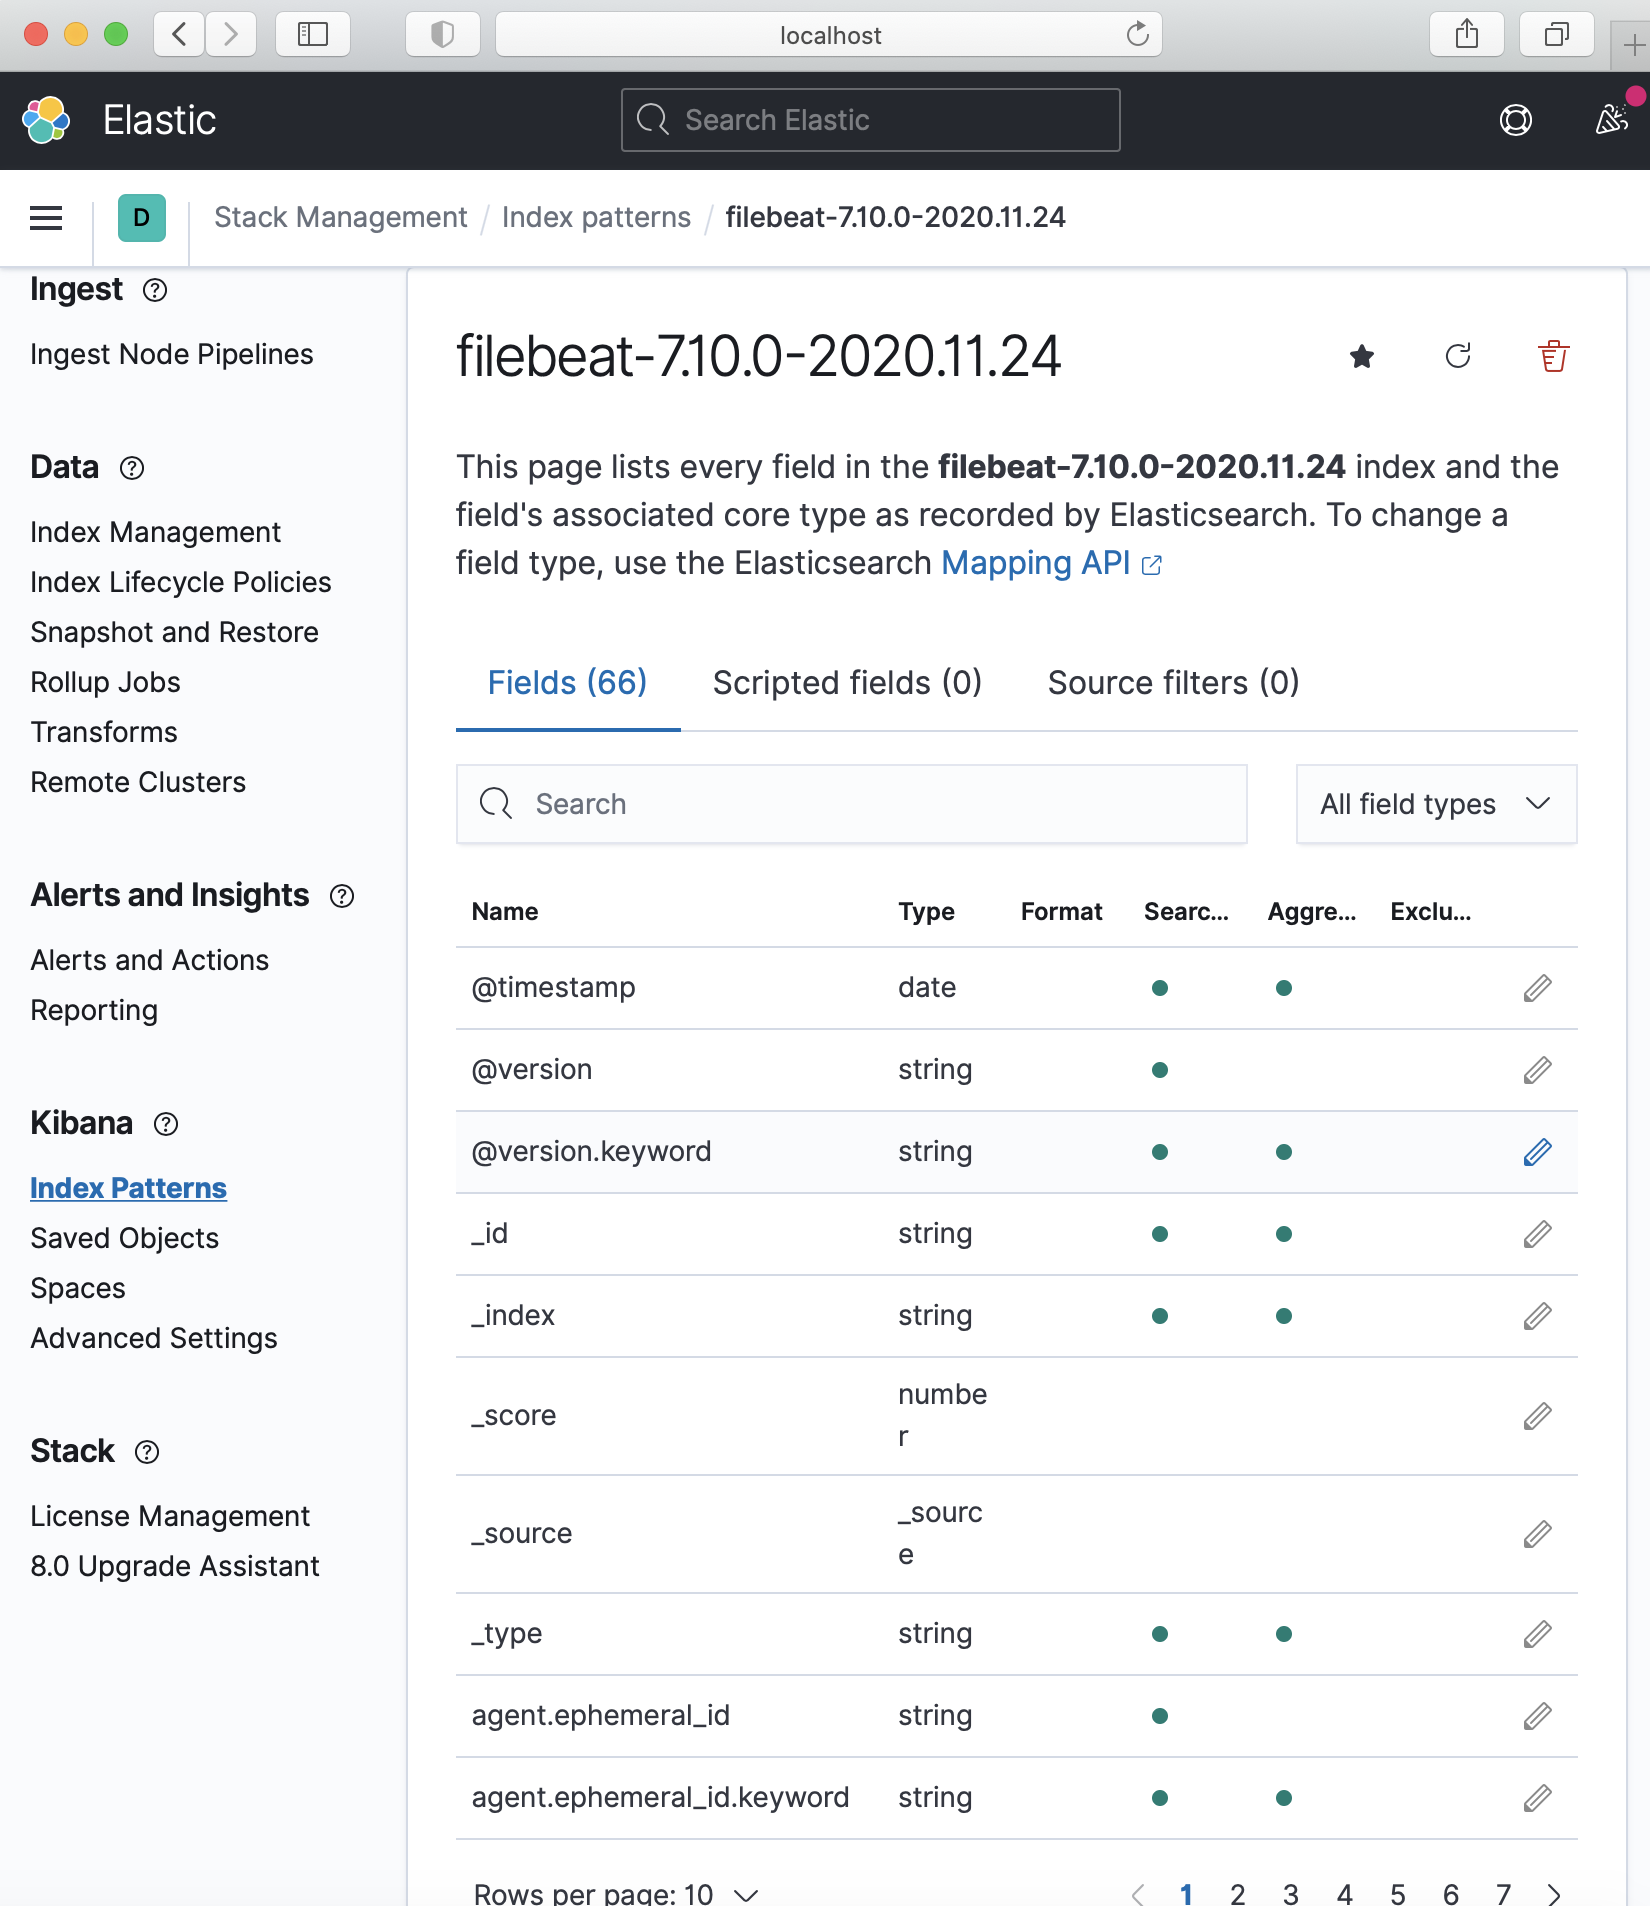 localhost
Elastic
Search Elastic
D
Stack Management / Index patterns / filebeat-7.10.0-2020.11.24
Ingest
Ingest Node Pipelines
Data
Index Management
Index Lifecycle Policies
Snapshot and Restore
Rollup Jobs
Transforms
Remote Clusters
Alerts and Insights
Alerts and Actions
Reporting
Kibana
Index Patterns
Saved Objects
Spaces
Advanced Settings
Stack
License Management
8.0 Upgrade Assistant
filebeat-7.10.0-2020.11.24
This page lists every field in the filebeat-7.10.0-2020.11.24 index and the
field's associated core type as recorded by Elasticsearch. To change a
field type, use the Elasticsearch Mapping API
Fields (66) Scripted fields (0) Source filters (0)
Search All field types
Name Type Format Searc... Aggre... Exclu...
@timestamp date
@version string
@version.keyword string
_id string
_index string
_score numbe
r
_source _sourc
e
_type string
agent.ephemeral_id string
agent.ephemeral_id.keyword string
Rows per page: 10 1 2 3 4 5 6 7